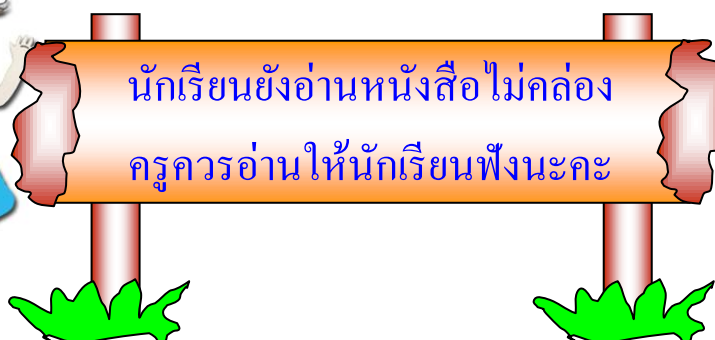 นักเรียนยังอ่านหนังสือไม่คล่อง
ครูควรอ่านให้นักเรียนฟังนะคะ